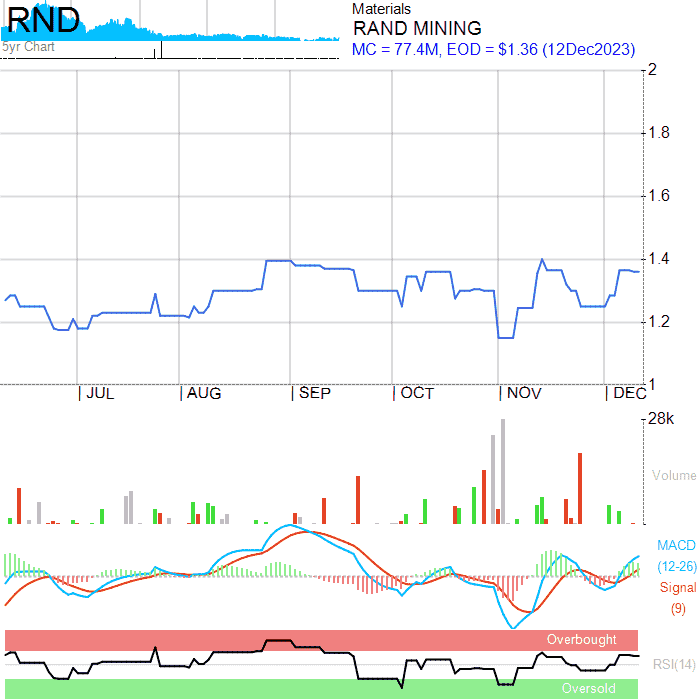 RND
5yr Chart
Materials
RAND MINING
MC = 77.4M, EOD = $1.36 (12Dec2023)
2
1.8
1.6
1.4
1.2
1
JUL
AUG
SEP
OCT
NOV
DEC
28k
Volume
MACD
(12-26)
Signal
(9)
Overbought
RSI(14)
Oversold